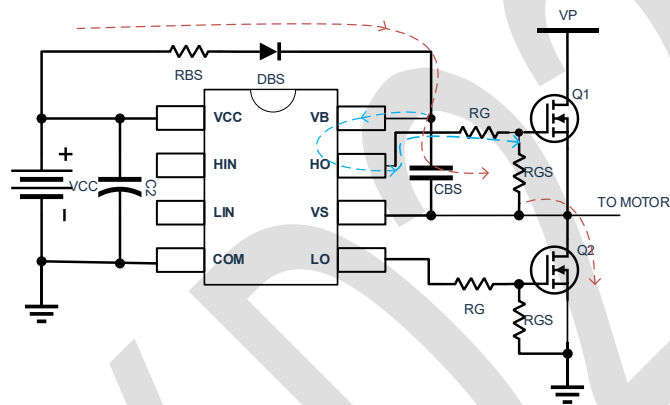 VP
RBS
DBS
Q1
VCC
VB
RG
HIN
HO
RGS
+
VCC
C2
CBS
LIN
VS
TO MOTOR
COM
LO
Q2
RG
RGS